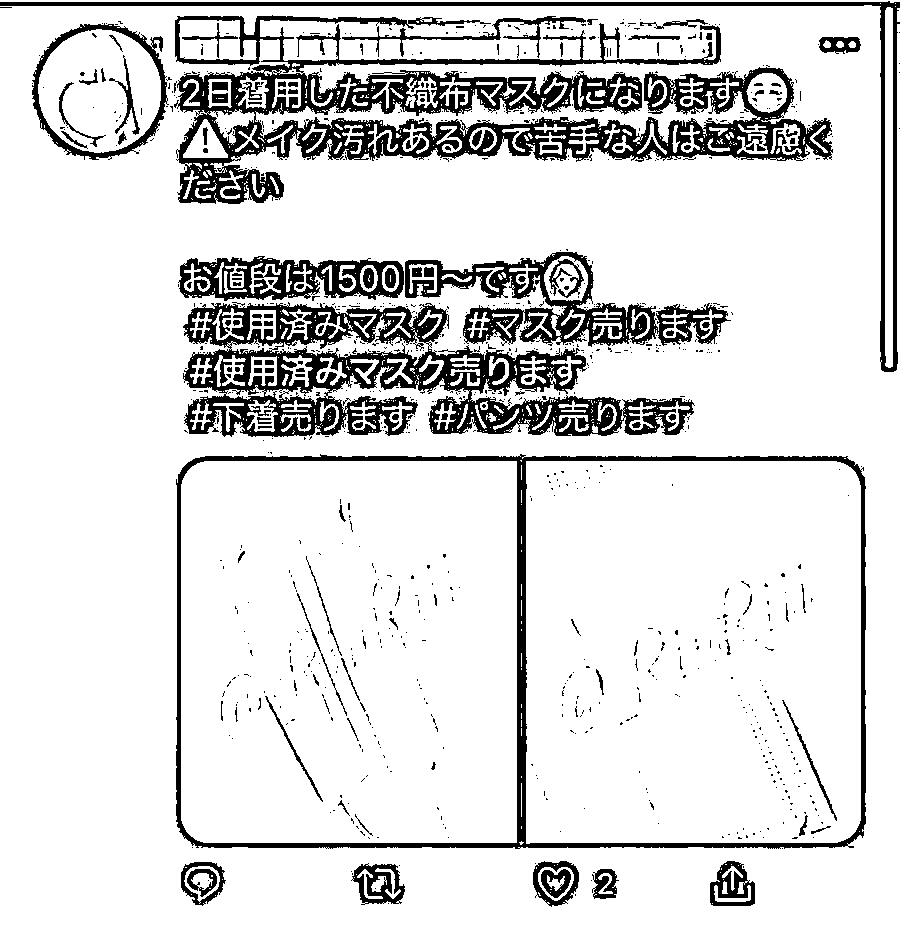 2日着用した不織布マスクになります
⚠メイク汚れあるので苦手な人はご遠慮く
ださい
お値段は1500円〜です
#使用済みマスク #マスク売ります
#使用済みマスク売ります
#下着売ります #パンツ売ります
2